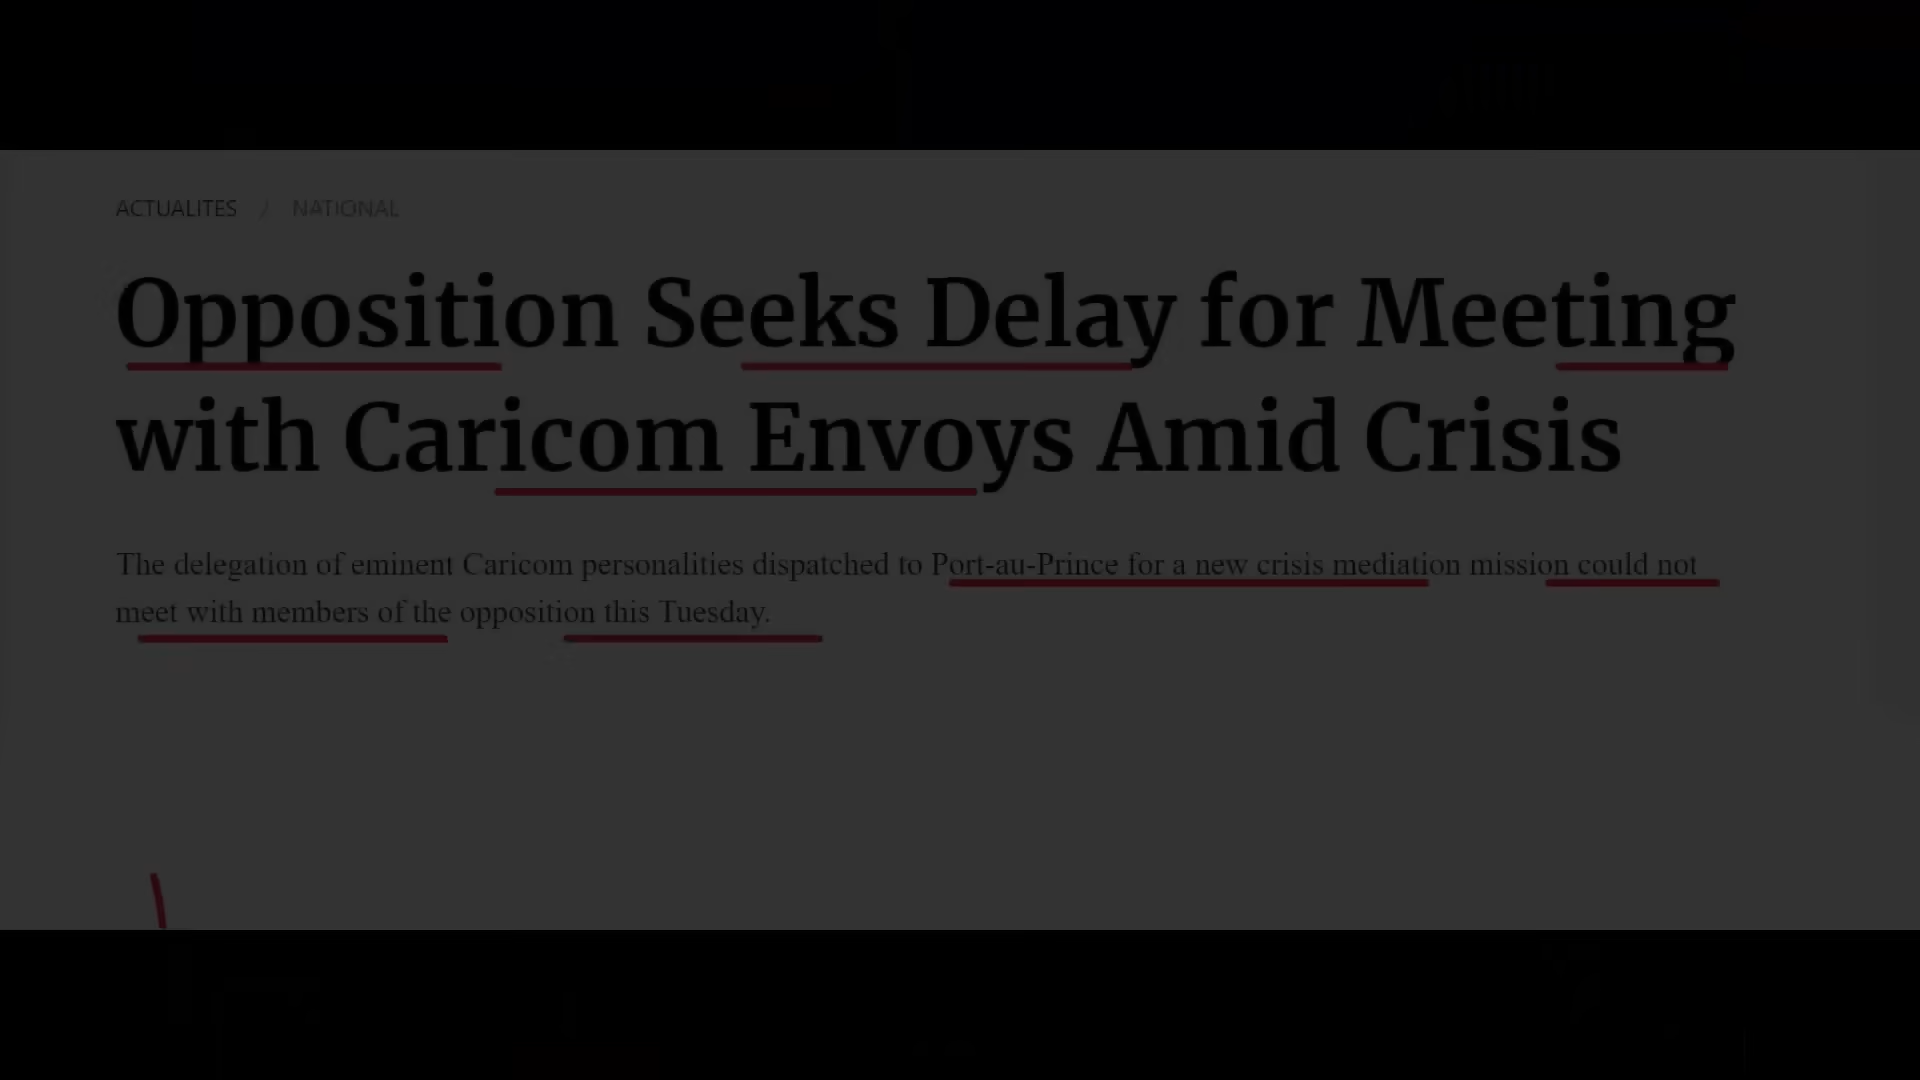 ACTUALITES / NATIONAL
Opposition Seeks Delay for Meeting
with Caricom Envoys Amid Crisis
The delegation of eminent Caricom personalities dispatched to Port-au-Prince for a new crisis mediation mission could not
meet with members of the opposition this Tuesday.